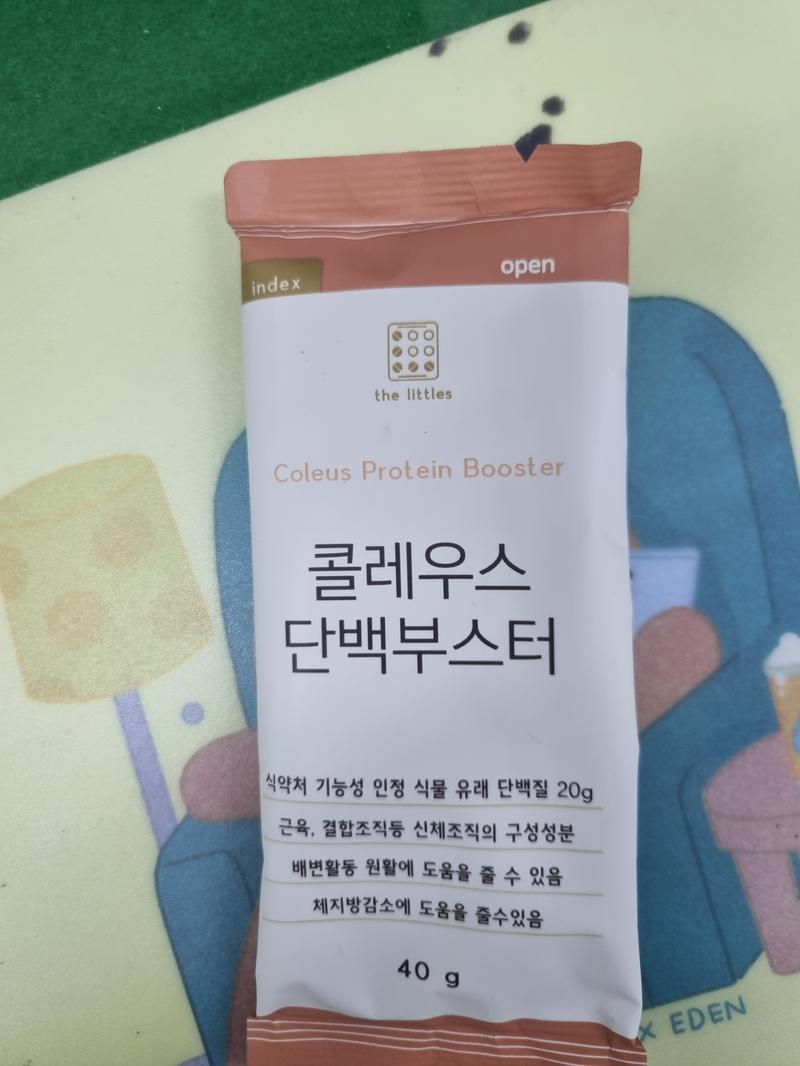 open
index
the littles
Coleus Protein Booster
콜레우스
단백부스터
식약처 기능성 인정 식물 유래 단백질 20g
근육, 결합조직등 신체조직의 구성성분
배변활동 원활에 도움을 줄 수 있음
체지방감소에 도움을 줄수있음
40 g
X EDEN